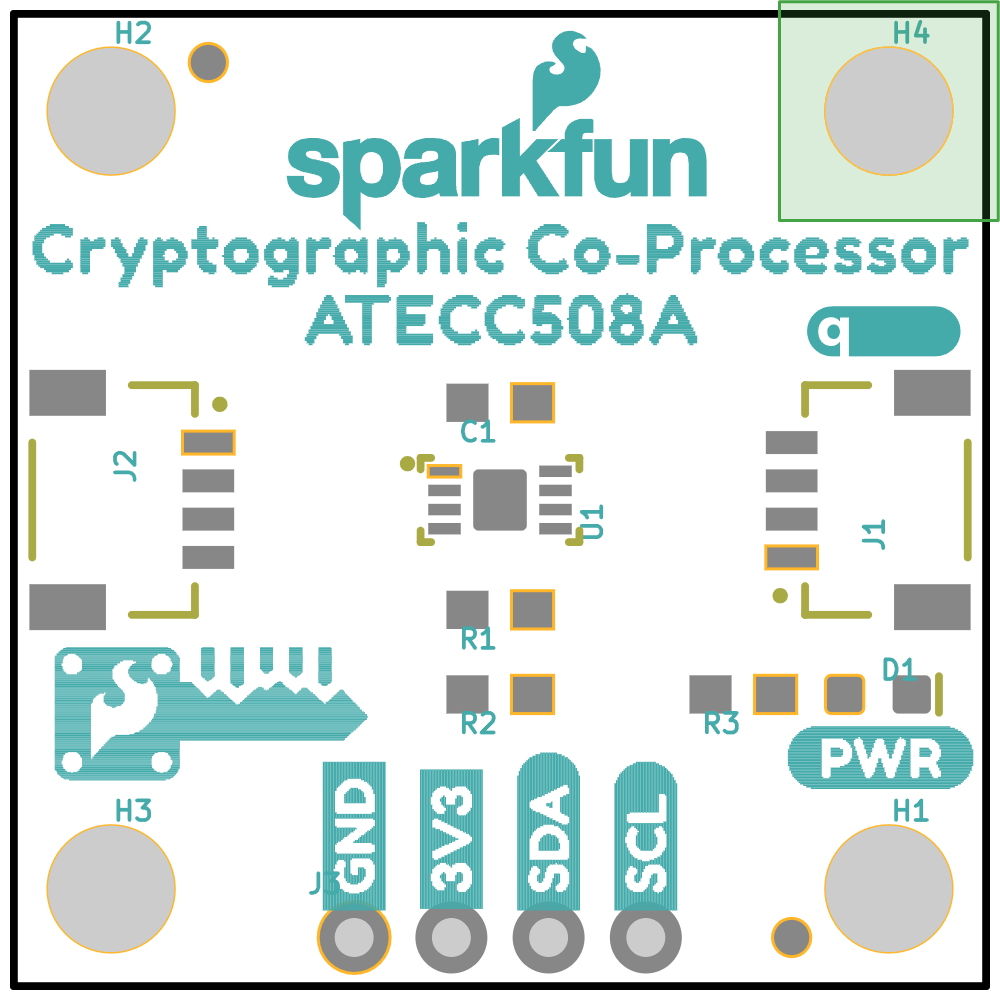 H2
H4
sparkfun
Cryptographic Co-Processor
ATECC508A
q
C1
J2
U1
J1
R1
D1
R2
R3
PWR
H3
H1
GND
3V3
SDA
SCL
J3